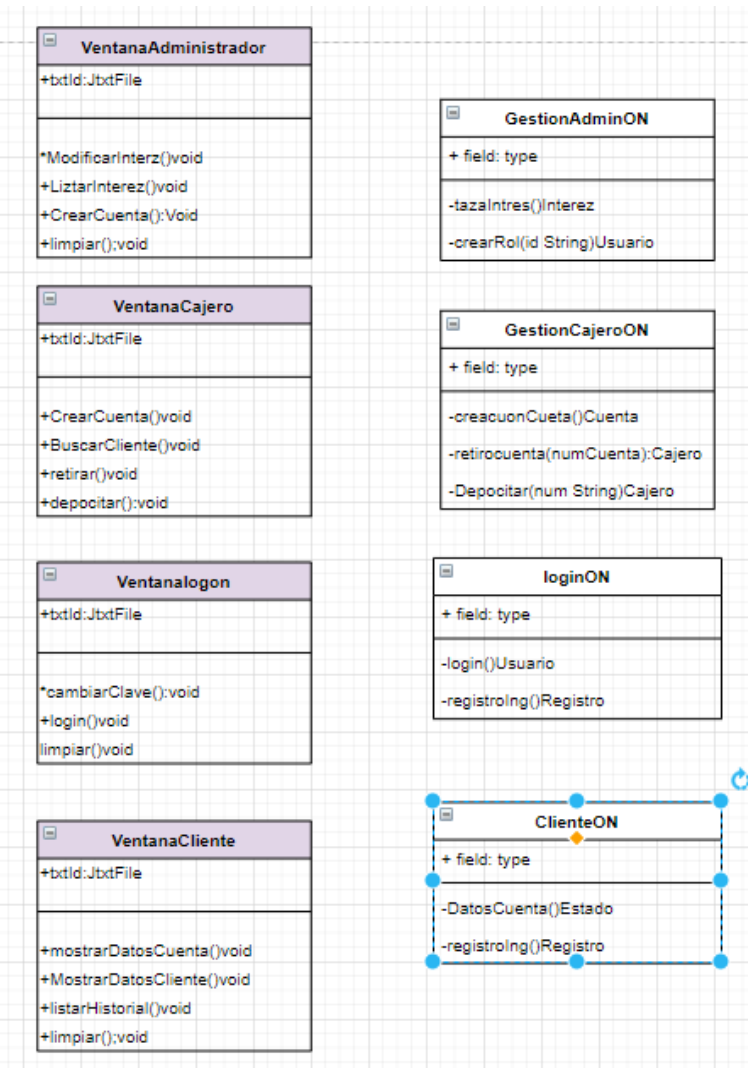 VentanaAdministrador
+txtId:JtxtFile
*ModificarInterz()void
+LiztarInterez()void
+CrearCuenta():Void
+limpiar();void
VentanaCajero
+txtId:JtxtFile
+CrearCuenta()void
+BuscarCliente()void
+retirar()void
+depocitar():void
Ventanalogon
+txtId:JtxtFile
*cambiarClave():void
+login()void
limpiar()void
VentanaCliente
+txtId:JtxtFile
+mostrarDatosCuenta()void
+MostrarDatosCliente()void
+listarHistorial()void
+limpiar();void
GestionAdminON
+ field: type
-tazaIntres()Interez
-crearRol(id String)Usuario
GestionCajeroON
+ field: type
-creacuonCueta()Cuenta
-retirocuenta(numCuenta):Cajero
-Depocitar(num String)Cajero
loginON
+ field: type
-login()Usuario
-registroIng()Registro
ClienteON
+ field: type
-DatosCuenta()Estado
-registroIng()Registro